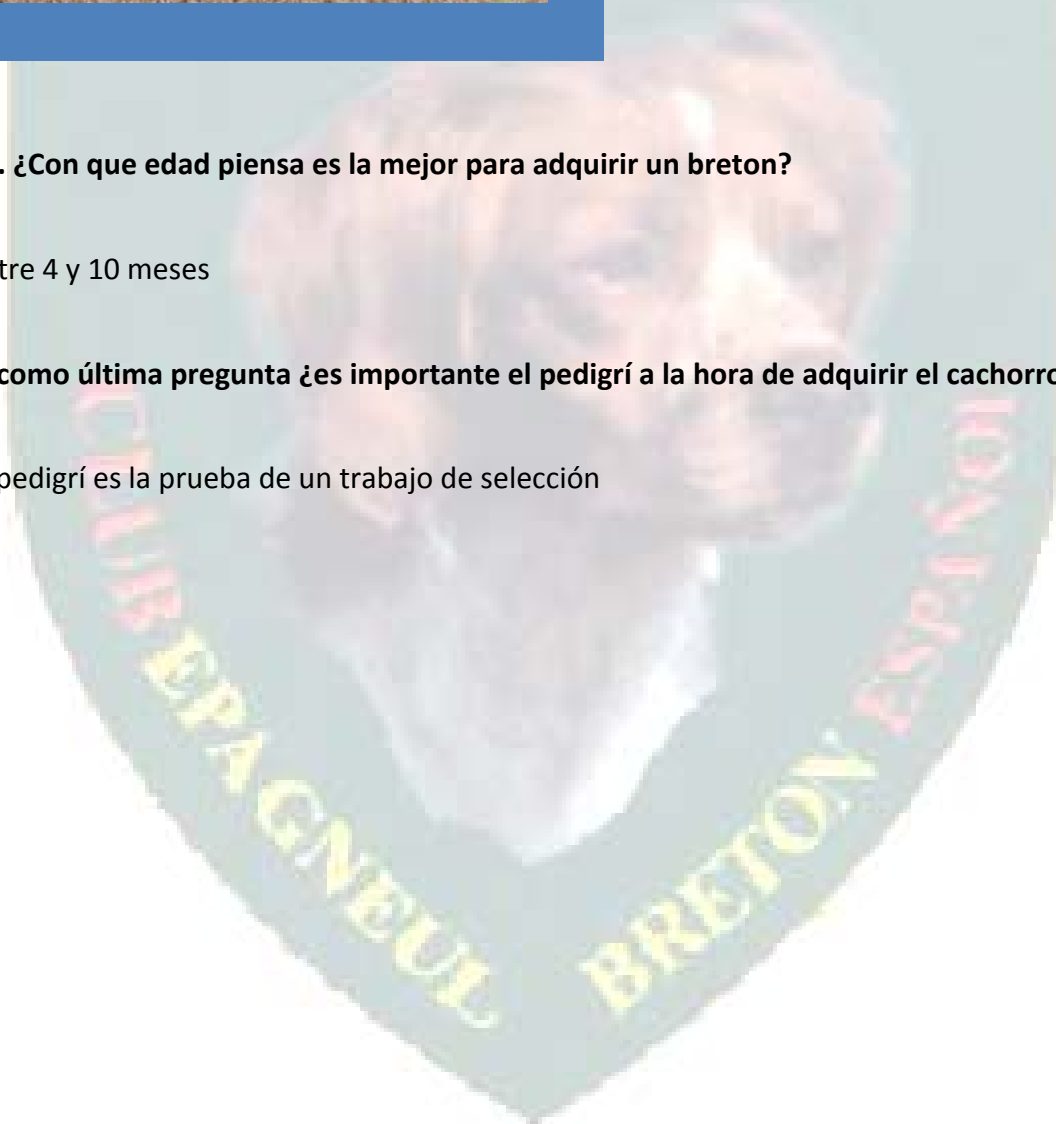 . ¿Con que edad piensa es la mejor para adquirir un breton?
tre 4 y 10 meses
como última pregunta ¿es importante el pedigrí a la hora de adquirir el cachorro
pedigrí es la prueba de un trabajo de selección
CLUB EPAGNEUL BRETON ESPAÑOL